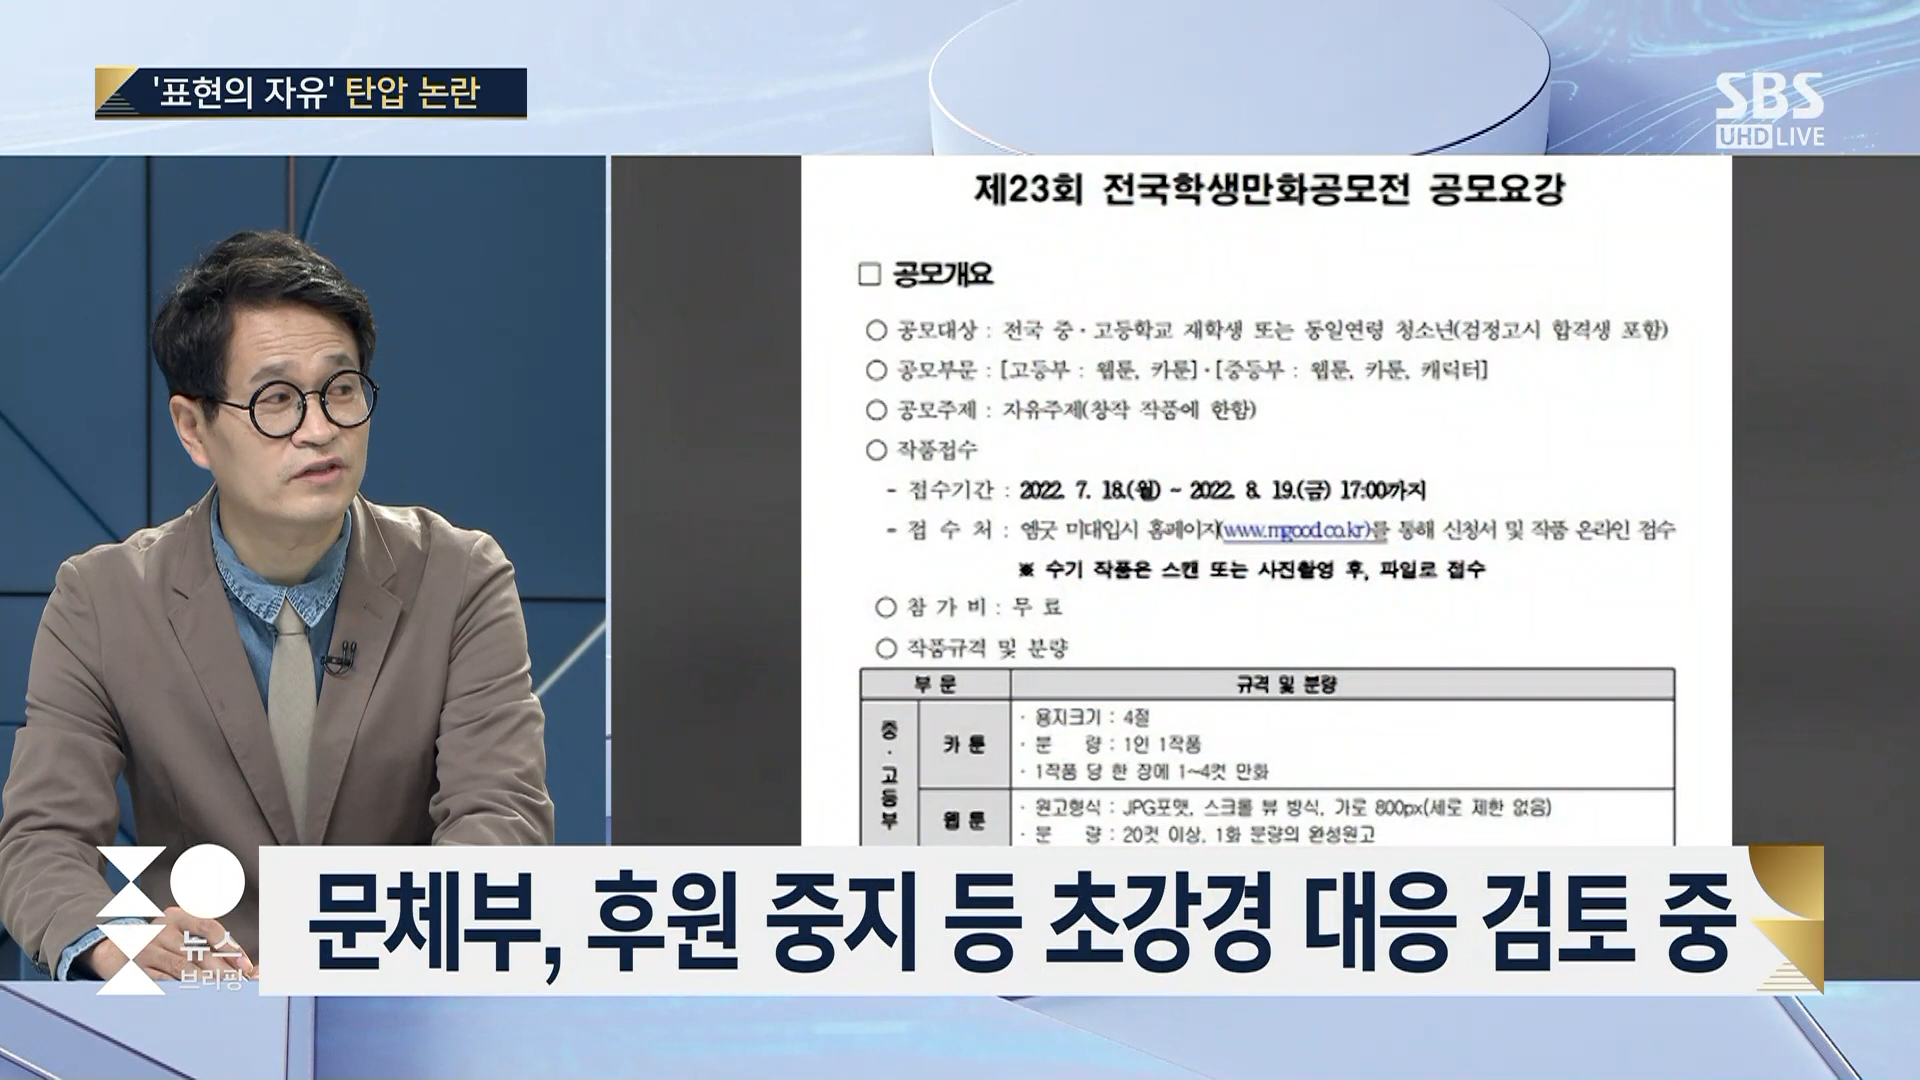 '표현의 자유' 탄압 논란
SBS
UHD LIVE
제23회 전국학생만화공모전 공모요강
□ 공모개요
○ 공모대상 : 전국 중·고등학교 재학생 또는 동일연령 청소년(검정고시 합격생 포함)
○ 공모부문 : [고등부 : 웹툰, 카툰]·[중등부 : 웹툰, 카툰, 캐릭터]
○ 공모주제 : 자유주제(창작 작품에 한함)
○ 작품접수
- 접수기간 : 2022. 7. 18.(월) ~ 2022. 8. 19.(금) 17:00까지
- 접 수 처 : 엠굿 미대입시 홈페이지(www.mgood.co.kr)를 통해 신청서 및 작품 온라인 접수
※ 수기 작품은 스캔 또는 사진촬영 후, 파일로 접수
○ 참 가 비 : 무 료
○ 작품규격 및 분량
부 문
규격 및 분량
중·고등부
카 툰
· 용지크기 : 4절
· 분 량 : 1인 1작품
· 1작품 당 한 장에 1~4컷 만화
웹 툰
· 원고형식 : JPG포맷, 스크롤 뷰 방식, 가로 800px(세로 제한 없음)
· 분 량 : 20컷 이상, 1화 분량의 완성원고
뉴스
브리핑
문체부, 후원 중지 등 초강경 대응 검토 중